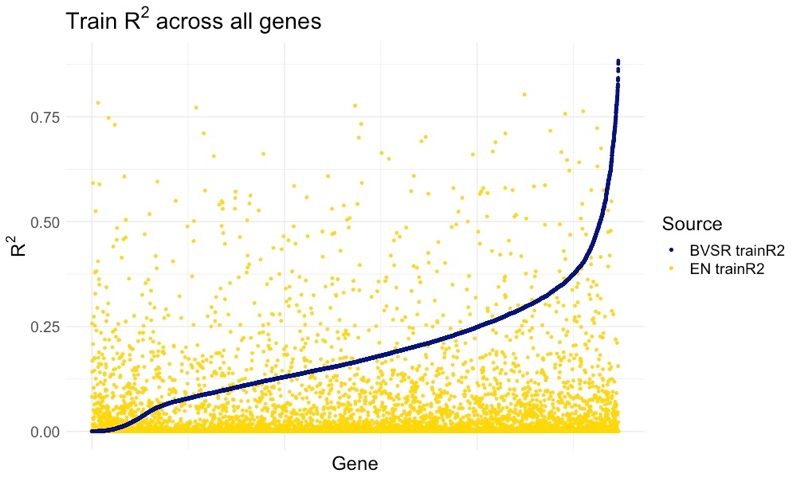 Train R² across all genes
R²
0.75
0.50
0.25
0.00
Gene
Source
BVSR trainR2
EN trainR2